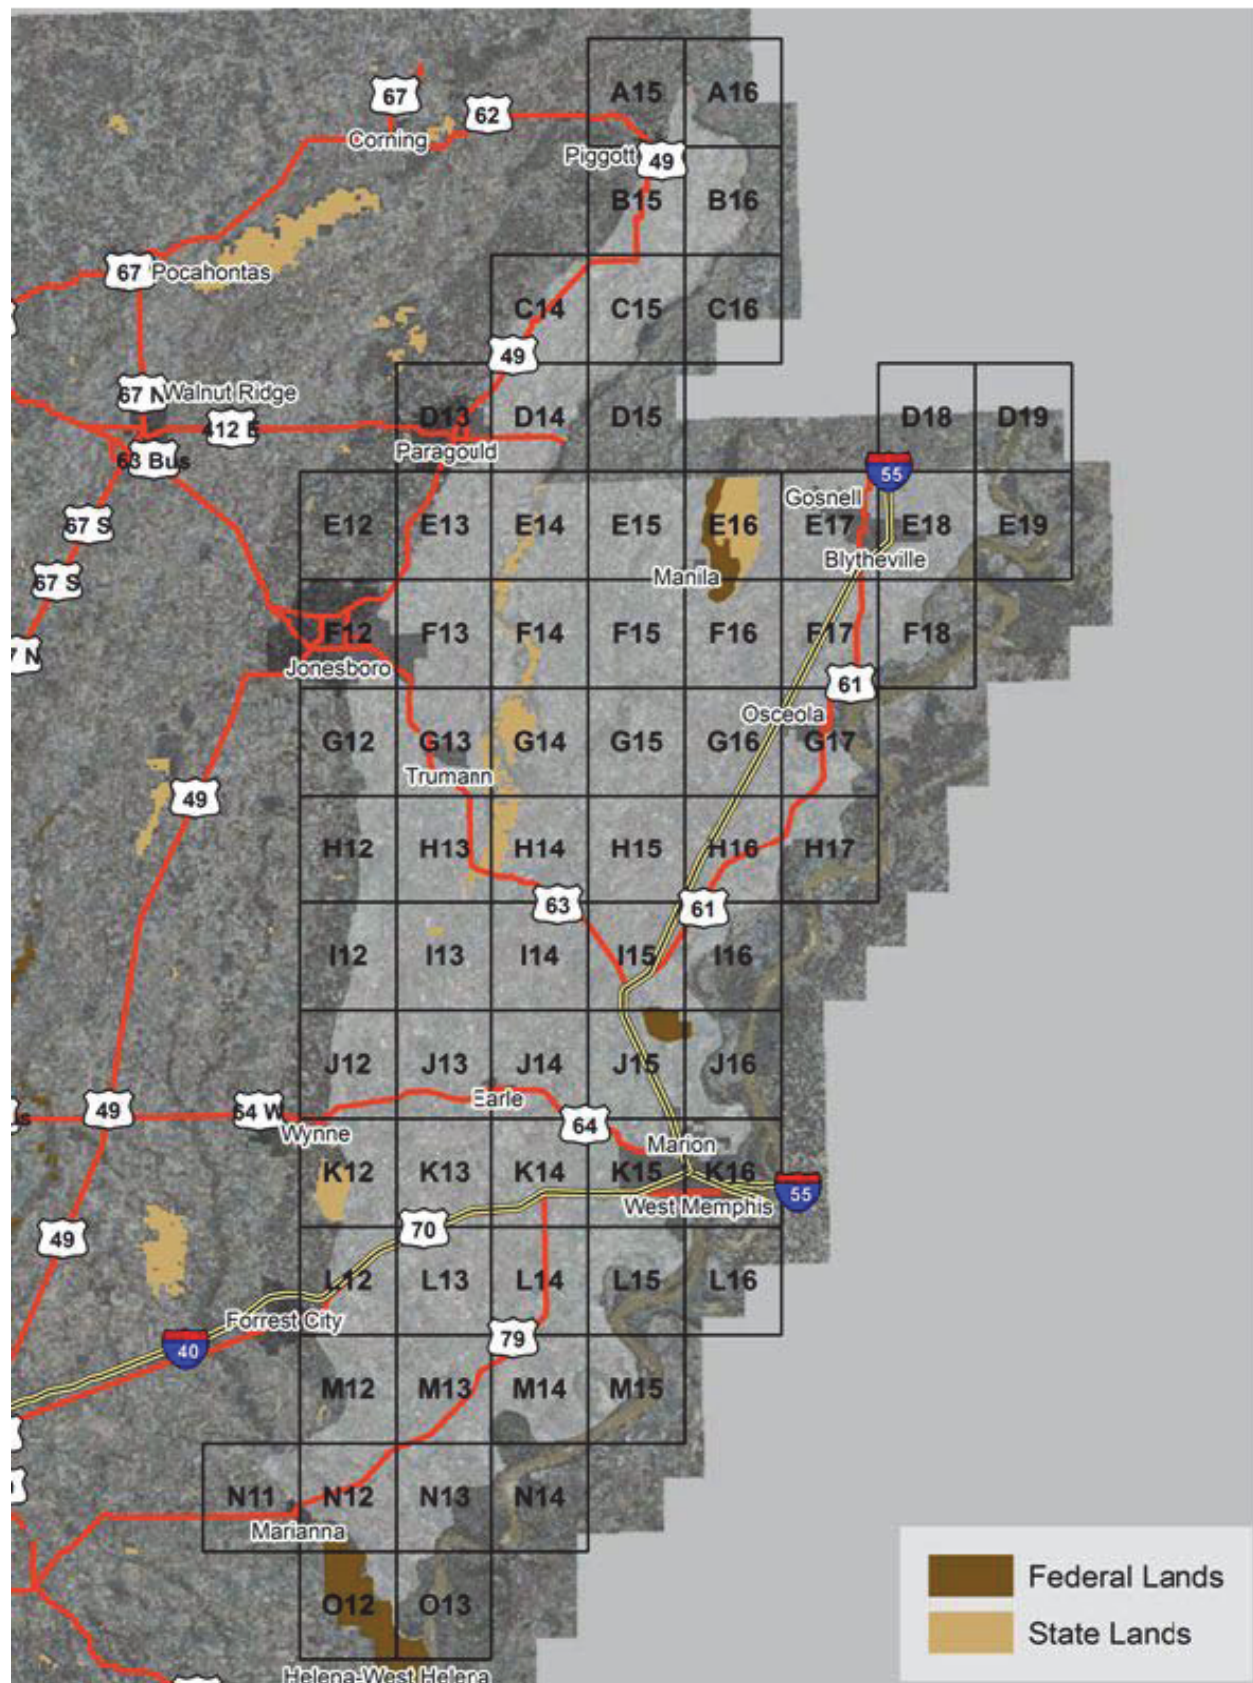 A15 A16
67
62
Corning
Piggott
49
B15 B16
67
Pocahontas
C14 C15 C16
49
67 N
Walnut Ridge
412 E
D13 D14 D15 D18 D19
Paragould
63 Bus
55
Gosnell
67 S
E12 E13 E14 E15 E16 E17 E18 E19
Blytheville
67 S
Manila
F12 F13 F14 F15 F16 F17 F18
7 N
Jonesboro
61
Osceola
G12 G13 G14 G15 G16 G17
Trumann
49
H12 H13 H14 H15 H16 H17
63
61
I12 I13 I14 I15 I16
J12 J13 J14 J15 J16
Earle
49
64 W
64
Wynne
Marion
K12 K13 K14 K15 K16
55
West Memphis
49
70
L12 L13 L14 L15 L16
Forrest City
79
40
M12 M13 M14 M15
N11 N12 N13 N14
Marianna
Federal Lands
O12 O13
State Lands
Helena-West Helena